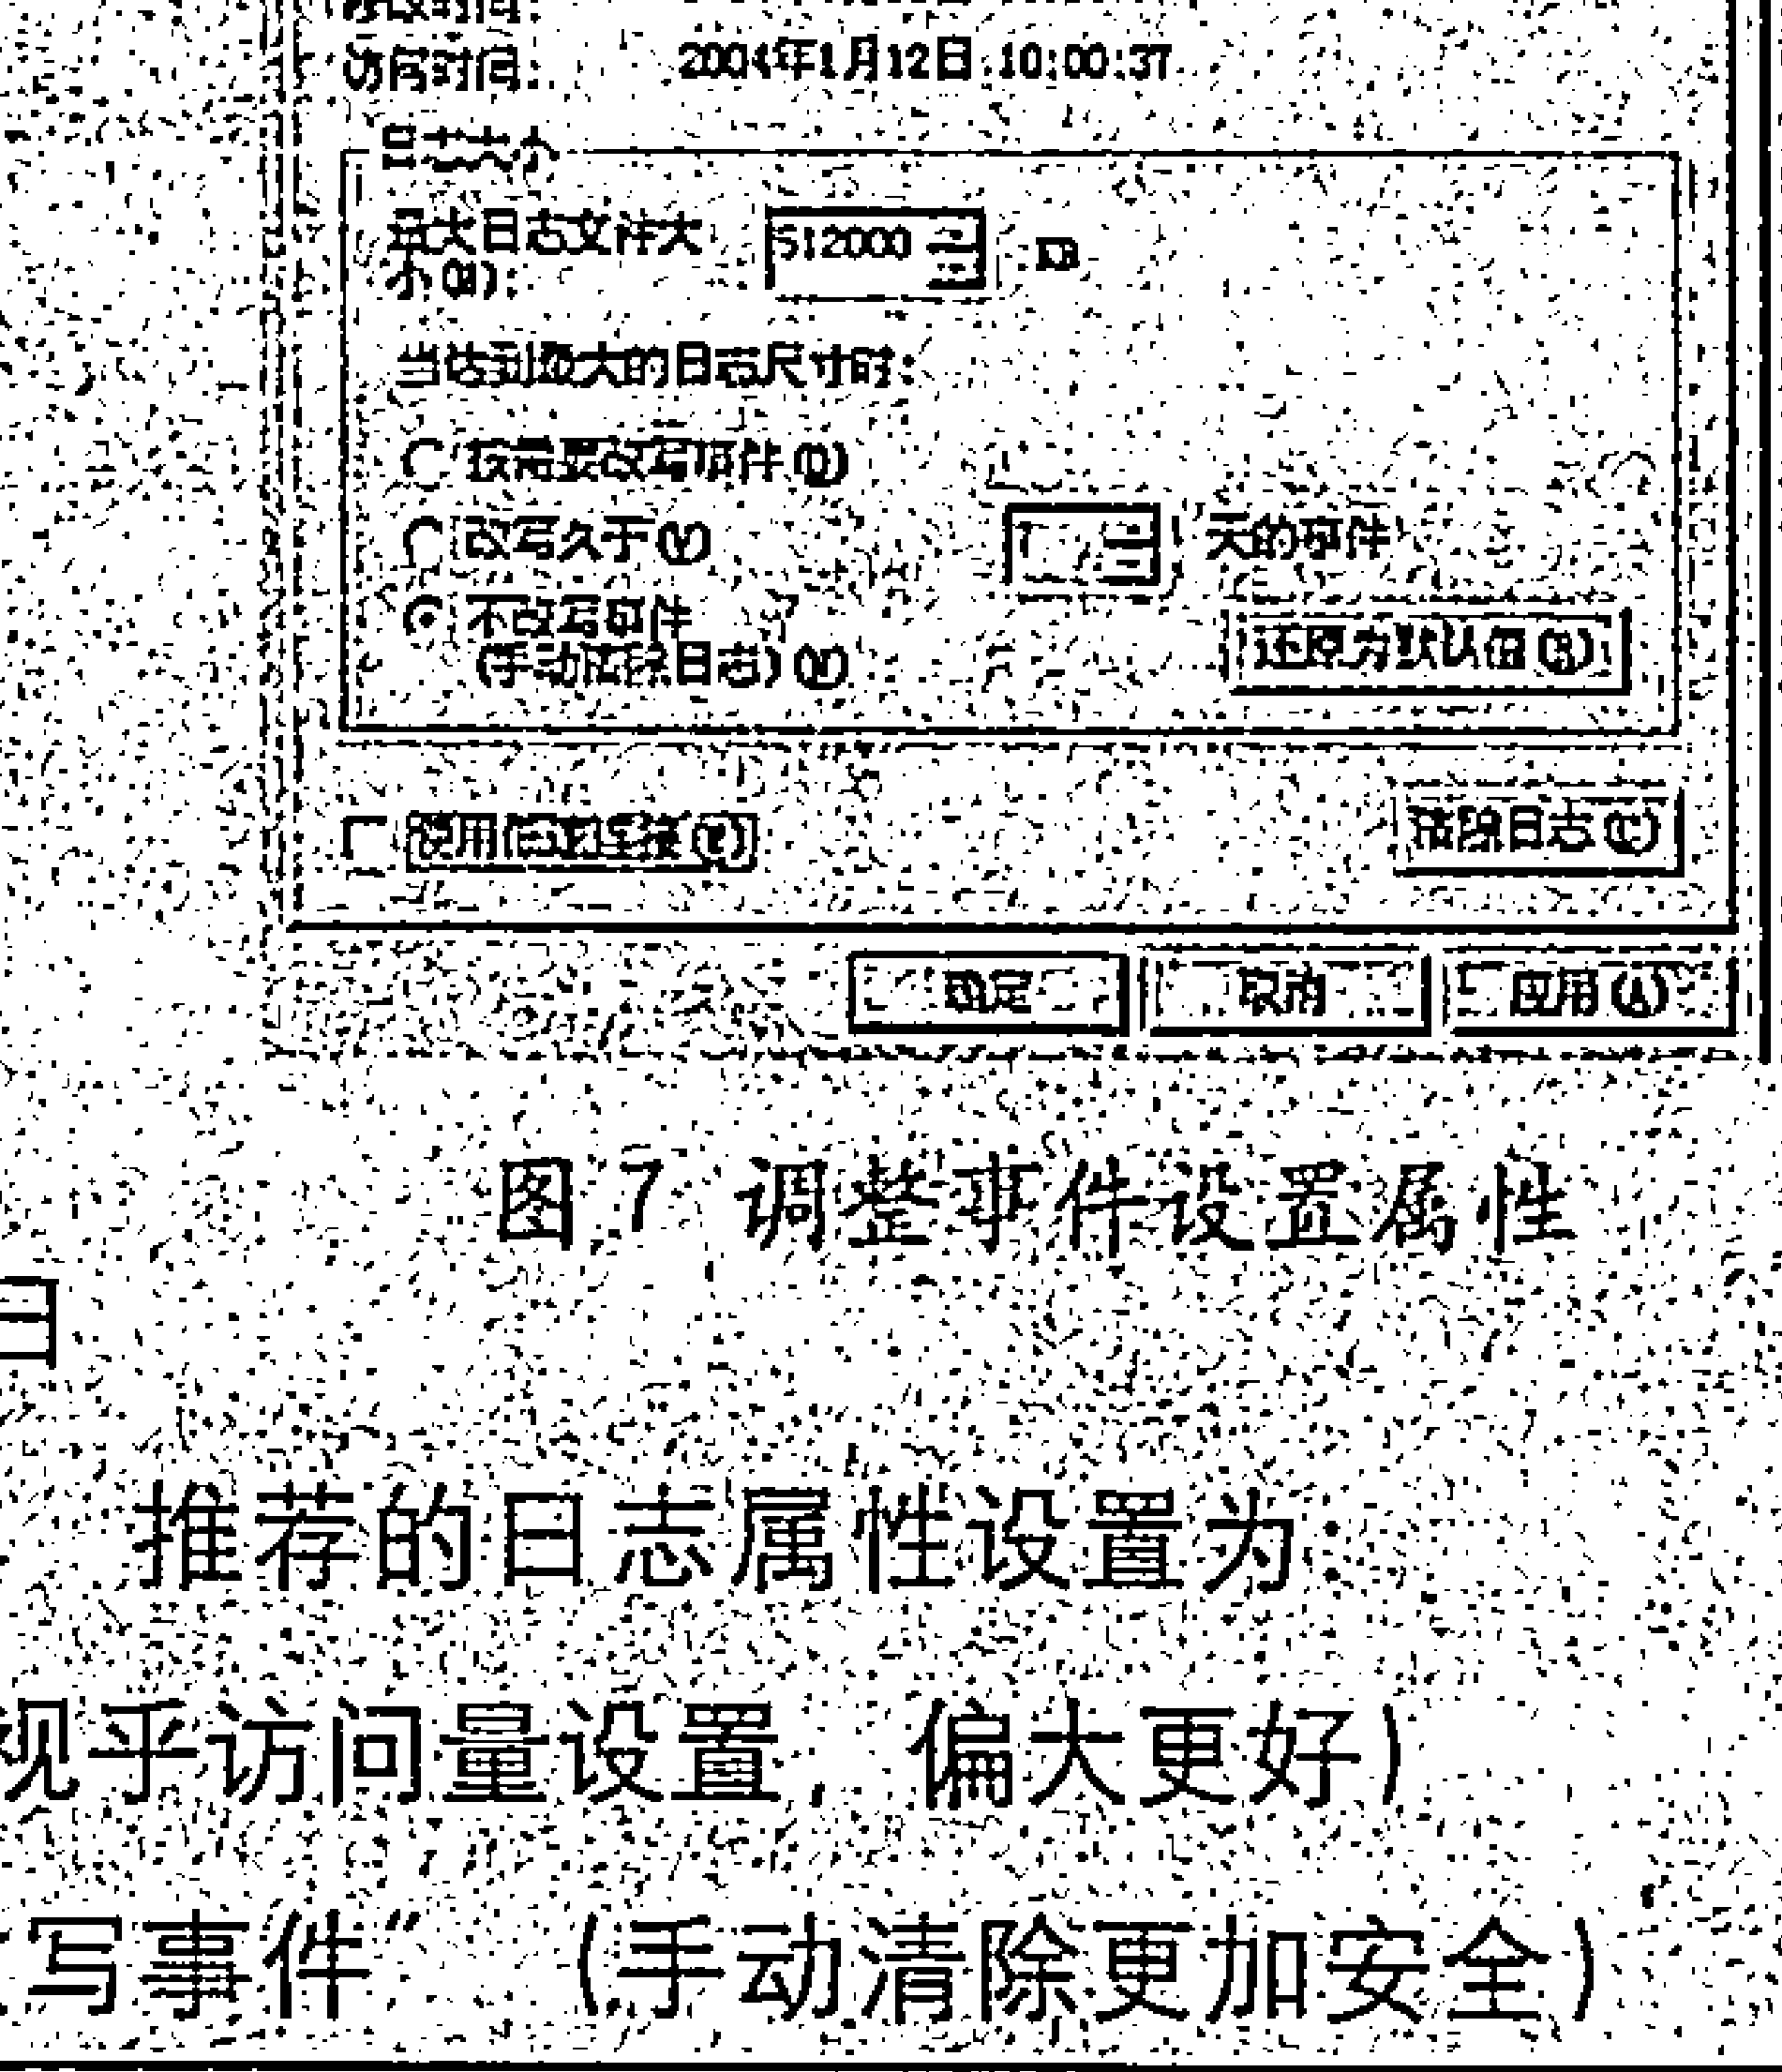 修改时间:
访问时间: 2004年1月12日 10:00:37
日志大小
最大日志文件大 512000 KB
小(M):
当达到最大的日志尺寸时:
按需要改写事件(O)
改写久于(V) 7 天的事件
不改写事件
(手动清除日志)(N) 还原为默认值(R)
使用低速连接(W) 清除日志(C)
确定 取消 应用(A)
图 7 调整事件设置属性
日
推荐的日志属性设置为:
视乎访问量设置, 偏大更好)
写事件” (手动清除更加安全)